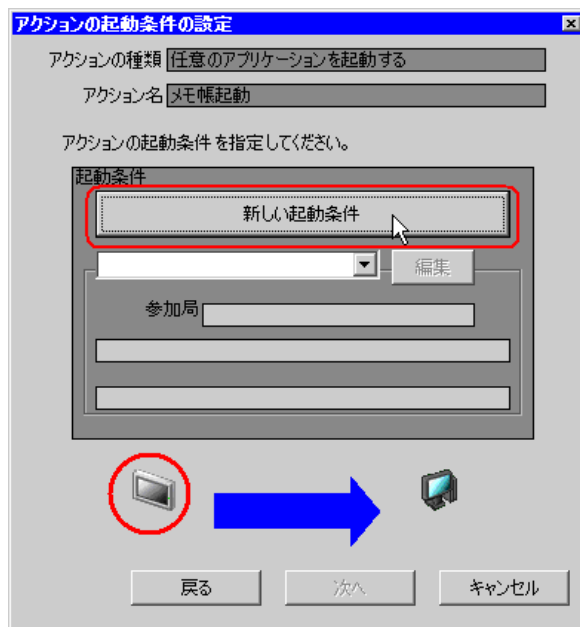 アクションの起動条件の設定
アクションの種類 任意のアプリケーションを起動する
アクション名 メモ帳起動
アクションの起動条件を指定してください。
起動条件
新しい起動条件
編集
参加局
戻る 次へ キャンセル